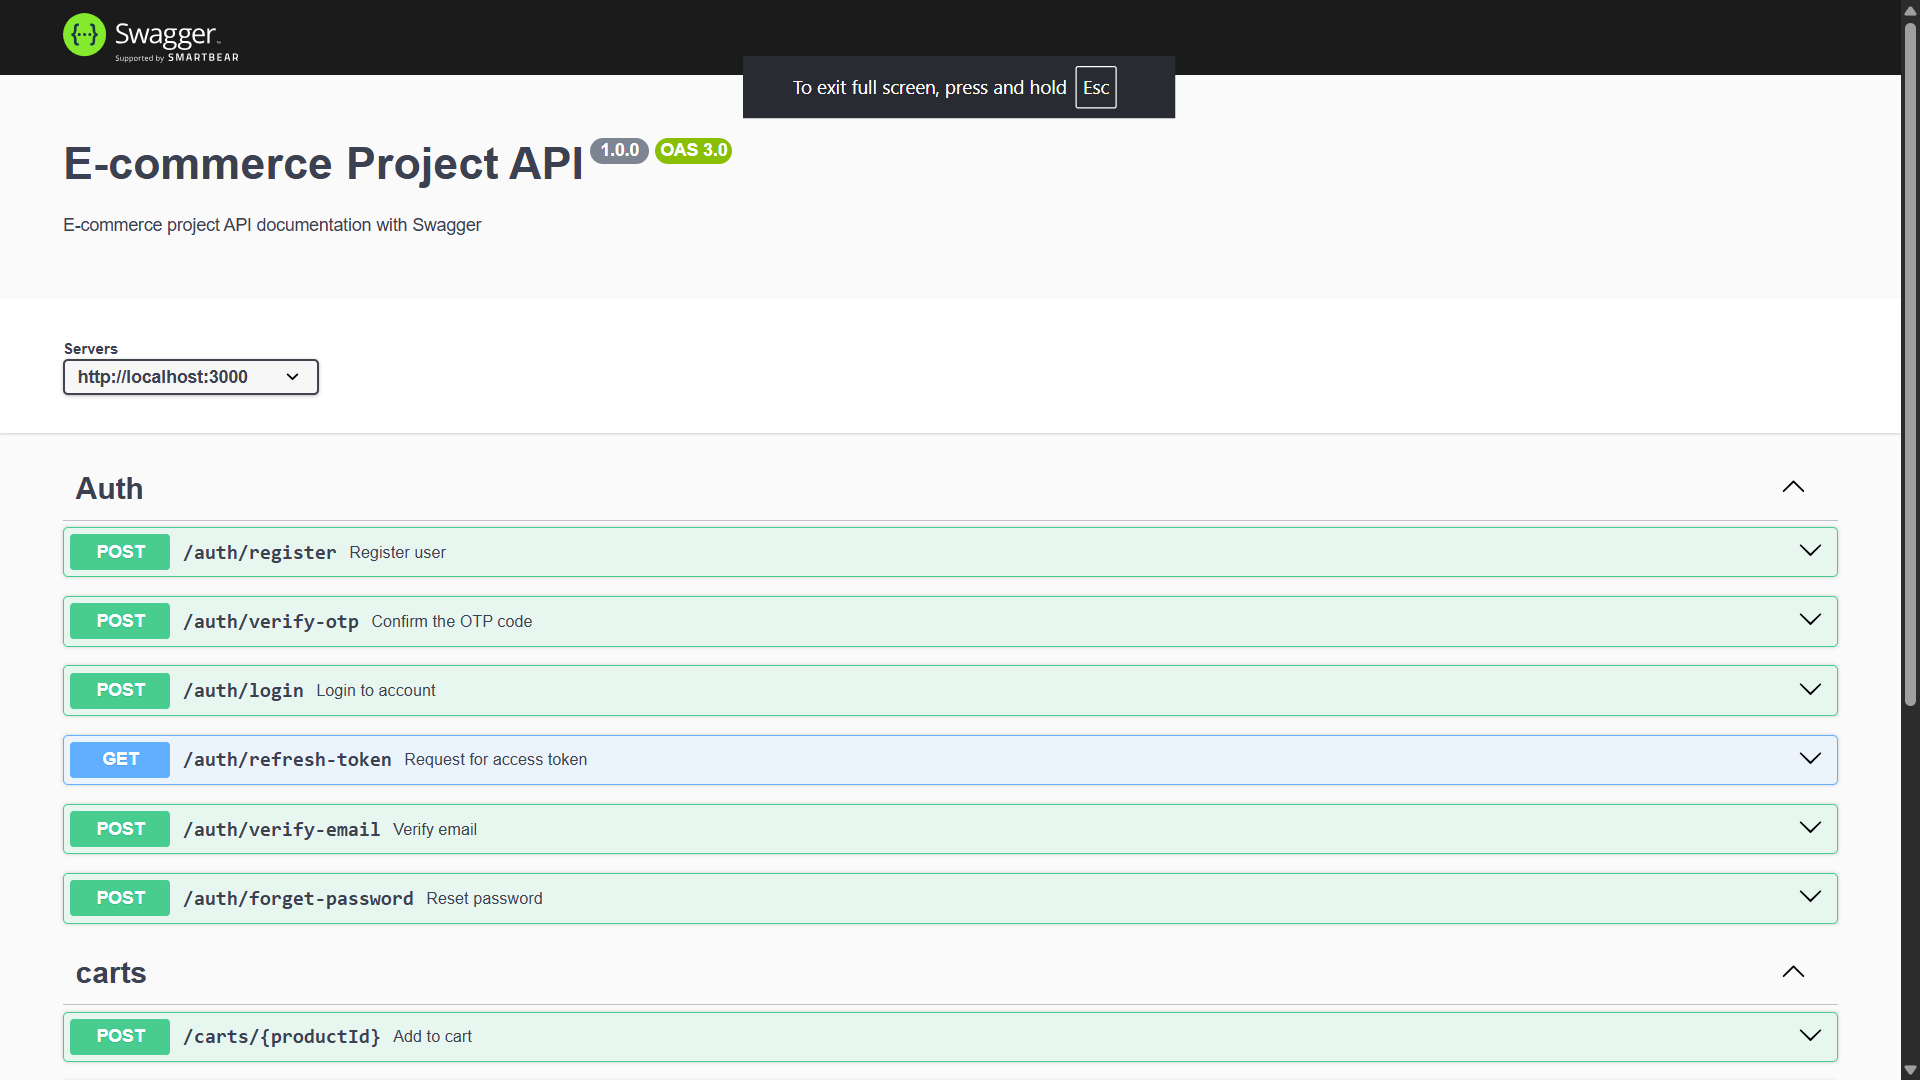 Swagger
Supported by SMARTBEAR
To exit full screen, press and hold Esc
E-commerce Project API 1.0.0 OAS 3.0
E-commerce project API documentation with Swagger
Servers
http://localhost:3000
Auth
POST /auth/register Register user
POST /auth/verify-otp Confirm the OTP code
POST /auth/login Login to account
GET /auth/refresh-token Request for access token
POST /auth/verify-email Verify email
POST /auth/forget-password Reset password
carts
POST /carts/{productId} Add to cart